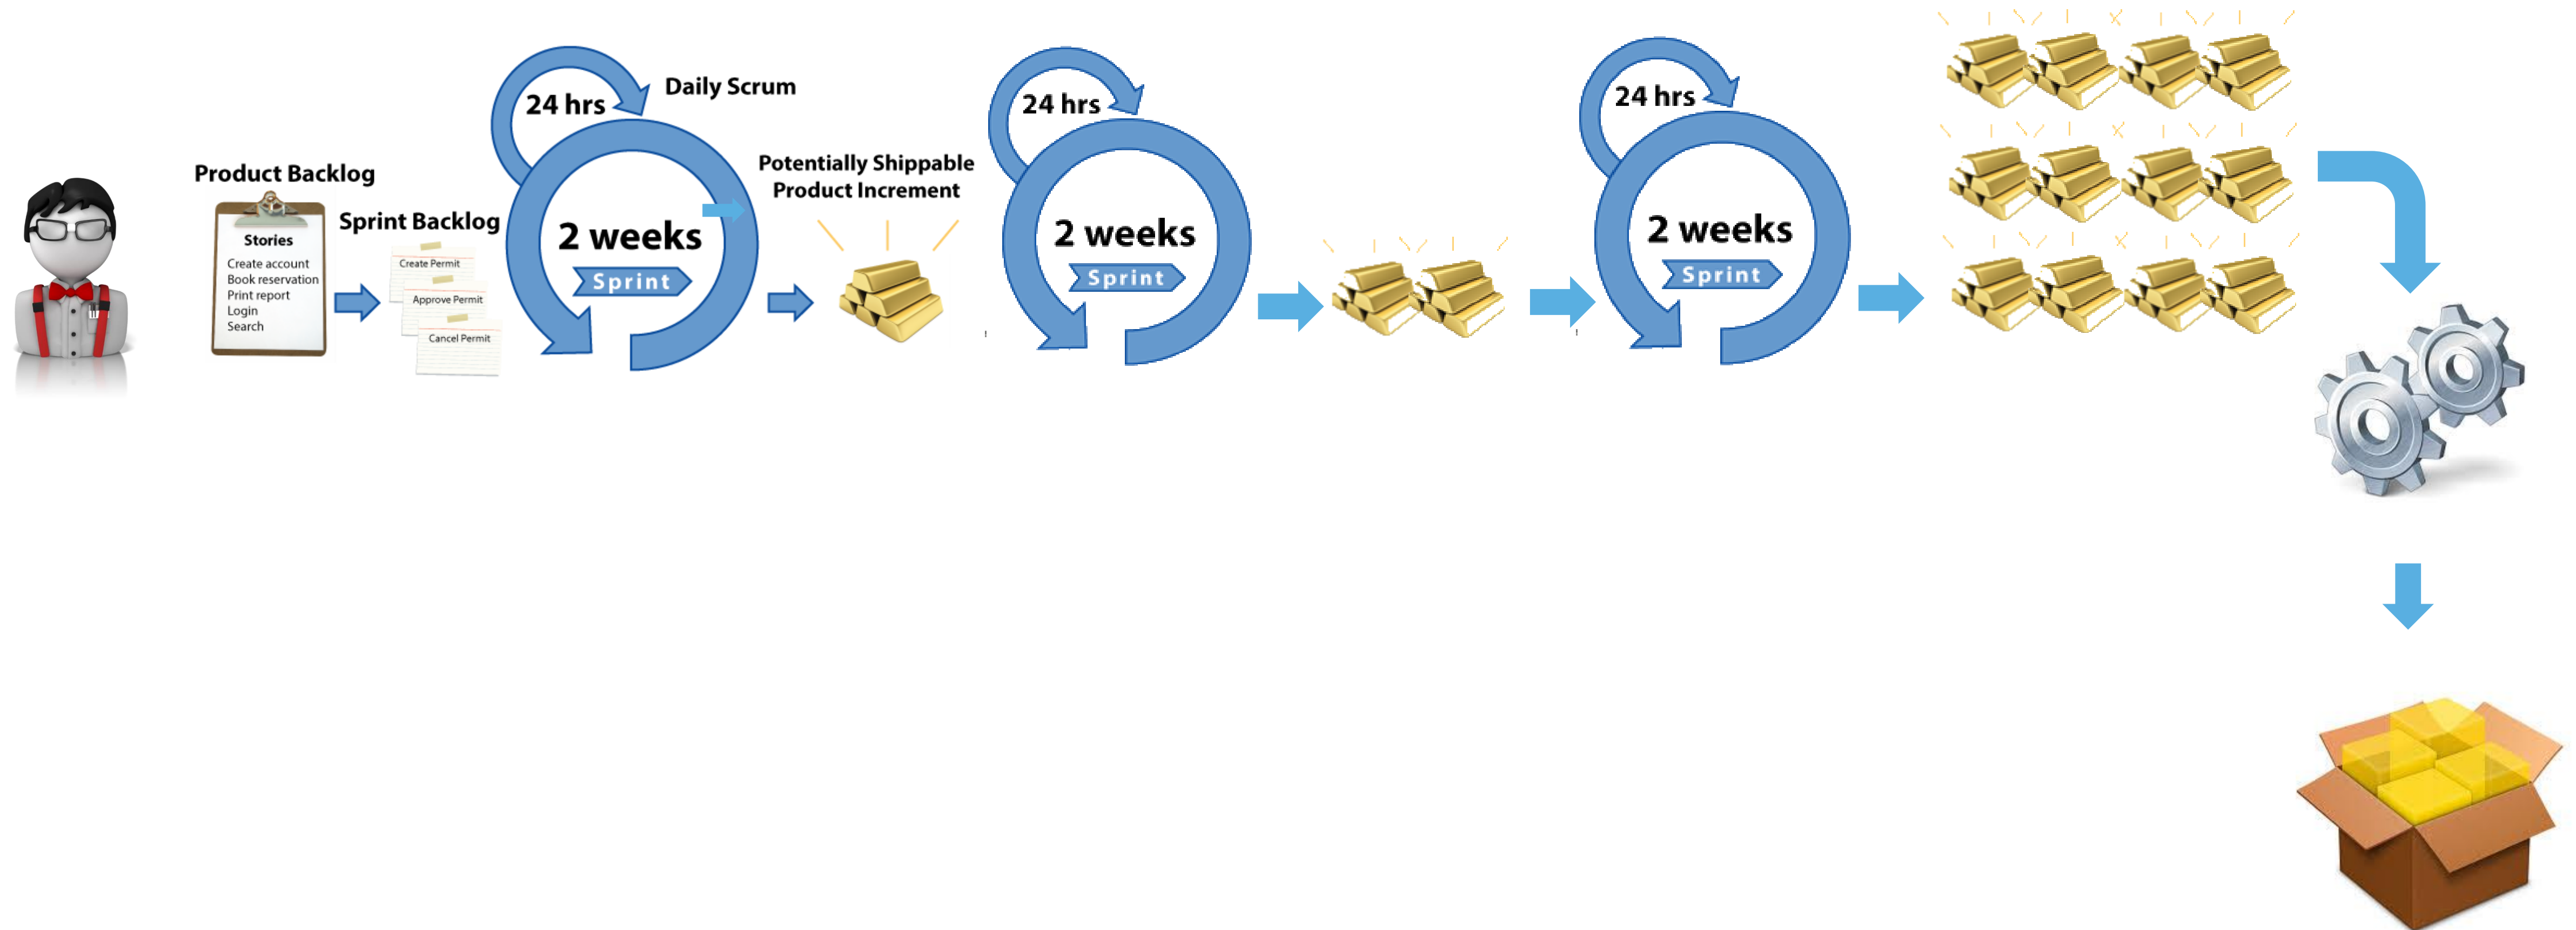 Product Backlog
Stories
Create account
Book reservation
Print report
Login
Search
Sprint Backlog
Create Permit
Approve Permit
Cancel Permit
24 hrs
Daily Scrum
2 weeks
Sprint
Potentially Shippable
Product Increment
24 hrs
2 weeks
Sprint
24 hrs
2 weeks
Sprint